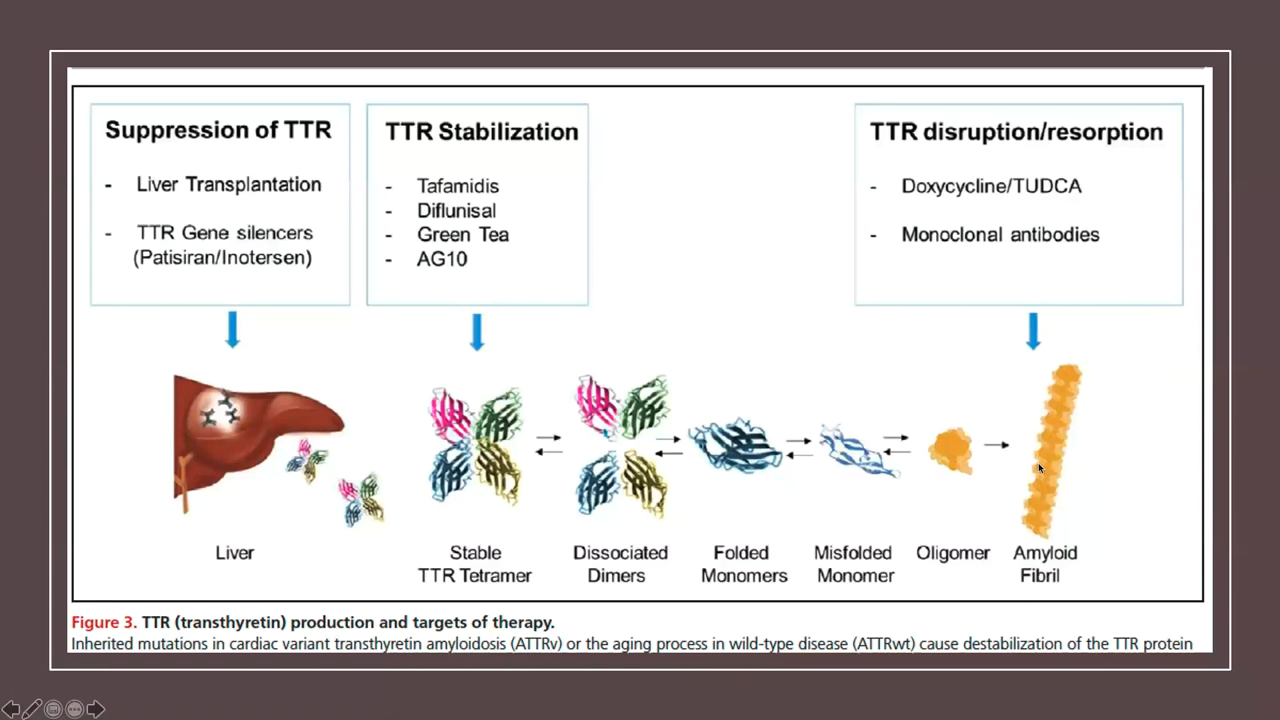 Suppression of TTR
- Liver Transplantation
- TTR Gene silencers
(Patisiran/Inotersen)
TTR Stabilization
- Tafamidis
- Diflunisal
- Green Tea
- AG10
TTR disruption/resorption
- Doxycycline/TUDCA
- Monoclonal antibodies
Liver
Stable
TTR Tetramer
Dissociated
Dimers
Folded
Monomers
Misfolded
Monomer
Oligomer
Amyloid
Fibril
Figure 3. TTR (transthyretin) production and targets of therapy.
Inherited mutations in cardiac variant transthyretin amyloidosis (ATTRv) or the aging process in wild-type disease (ATTRwt) cause destabilization of the TTR protein